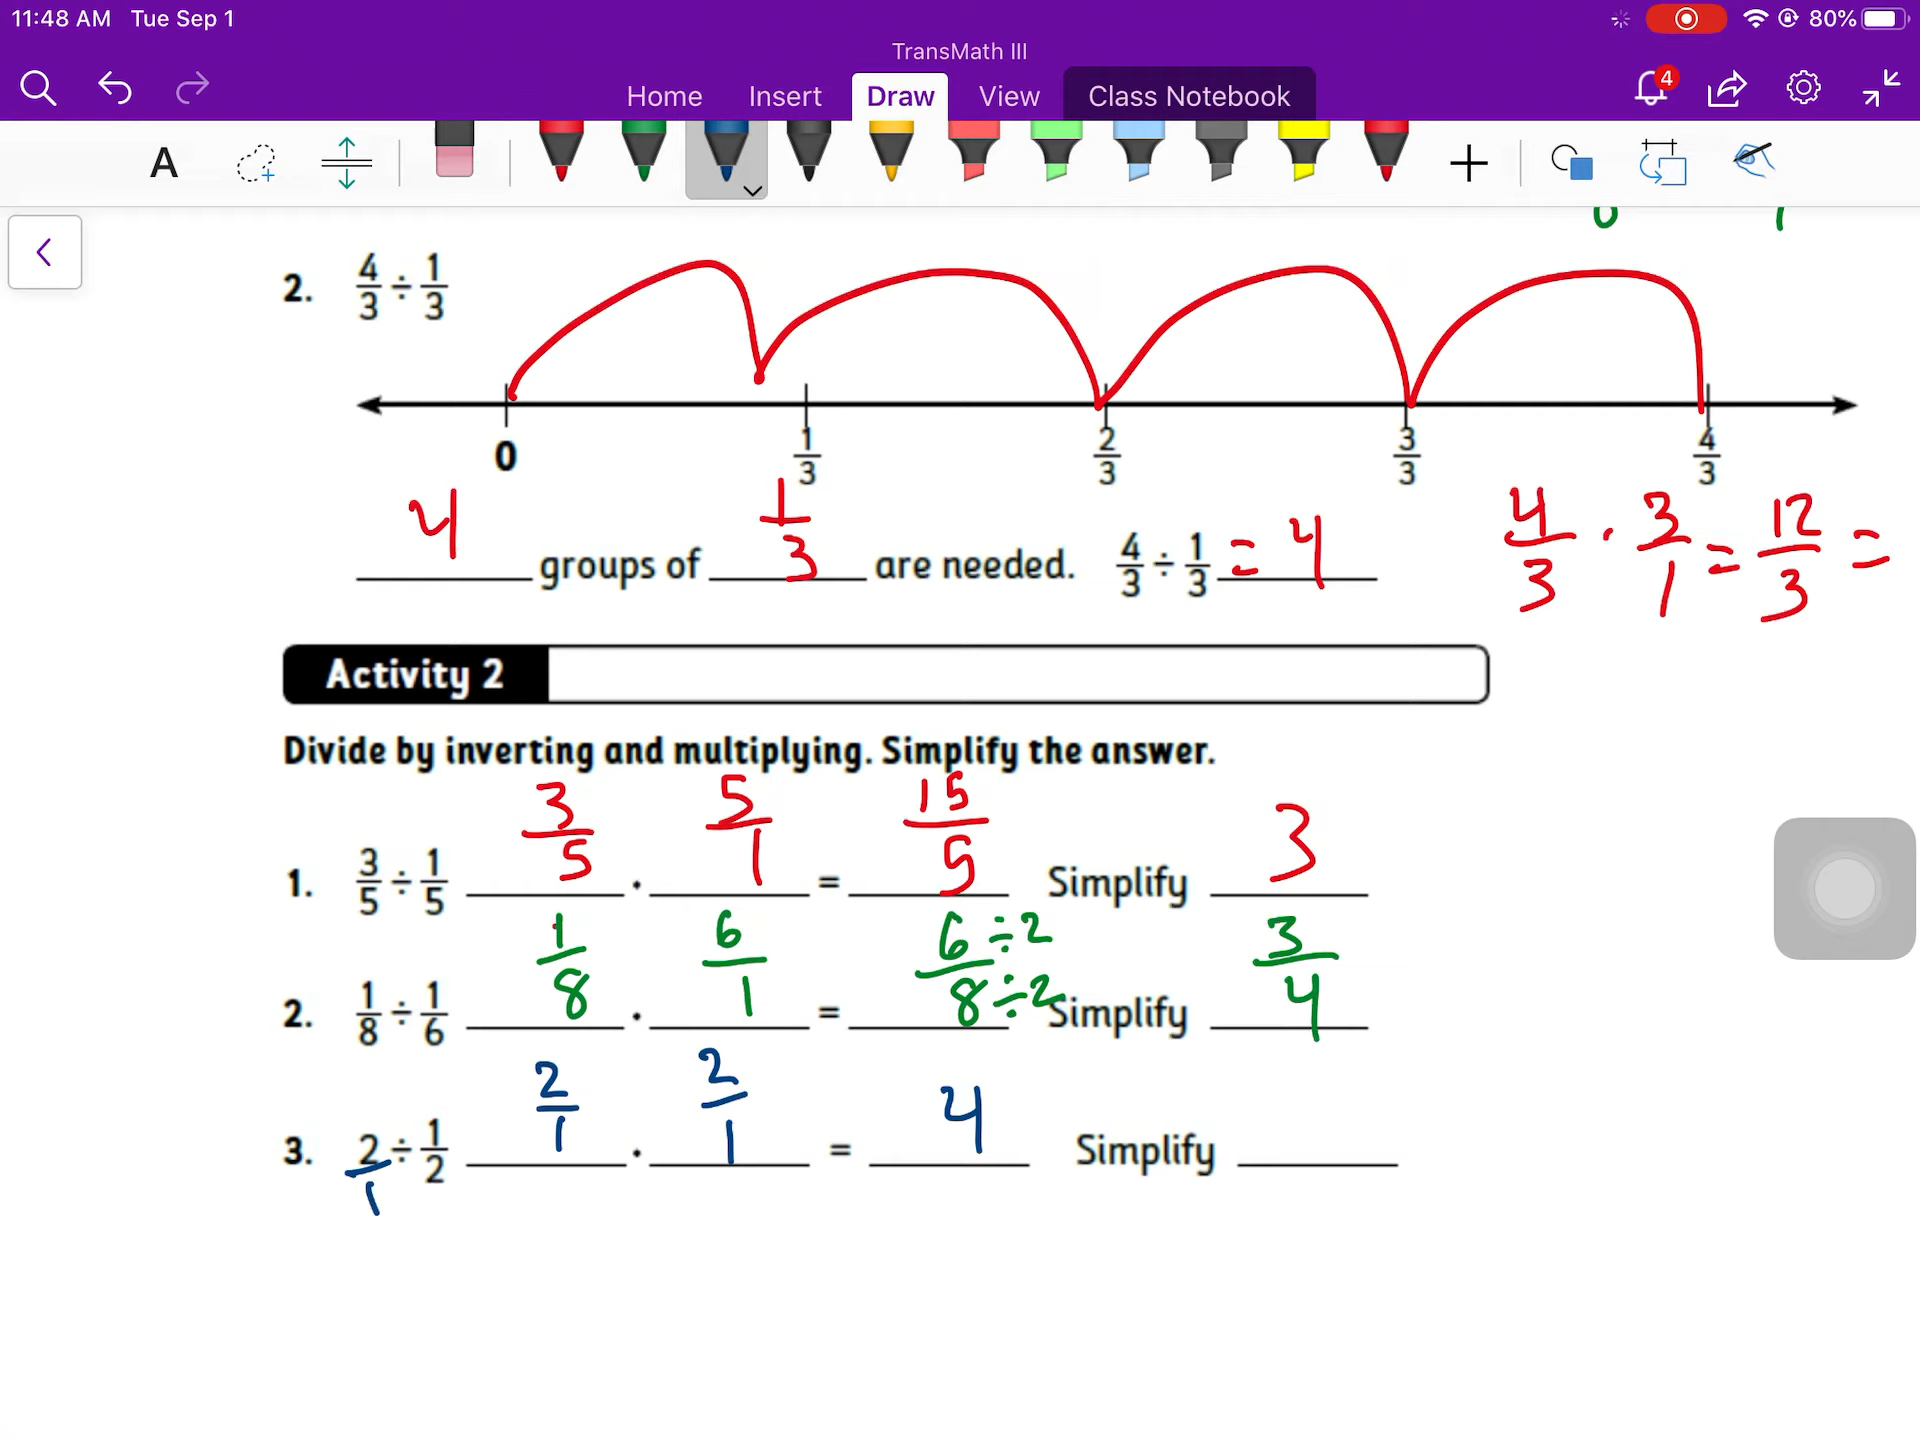 11:48 AM Tue Sep 1
80%
TransMath III
Home Insert Draw View Class Notebook
4
A
2. 4/3 ÷ 1/3
0 1/3 2/3 3/3 4/3
4 groups of 1/3 are needed. 4/3 ÷ 1/3 = 4
4/3 · 3/1 = 12/3 =
Activity 2
Divide by inverting and multiplying. Simplify the answer.
1. 3/5 ÷ 1/5 3/5 · 5/1 = 15/5 Simplify 3
2. 1/8 ÷ 1/6 1/8 · 6/1 = 6÷2/8÷2 Simplify 3/4
3. 2/1 ÷ 1/2 2/1 · 2/1 = 4 Simplify